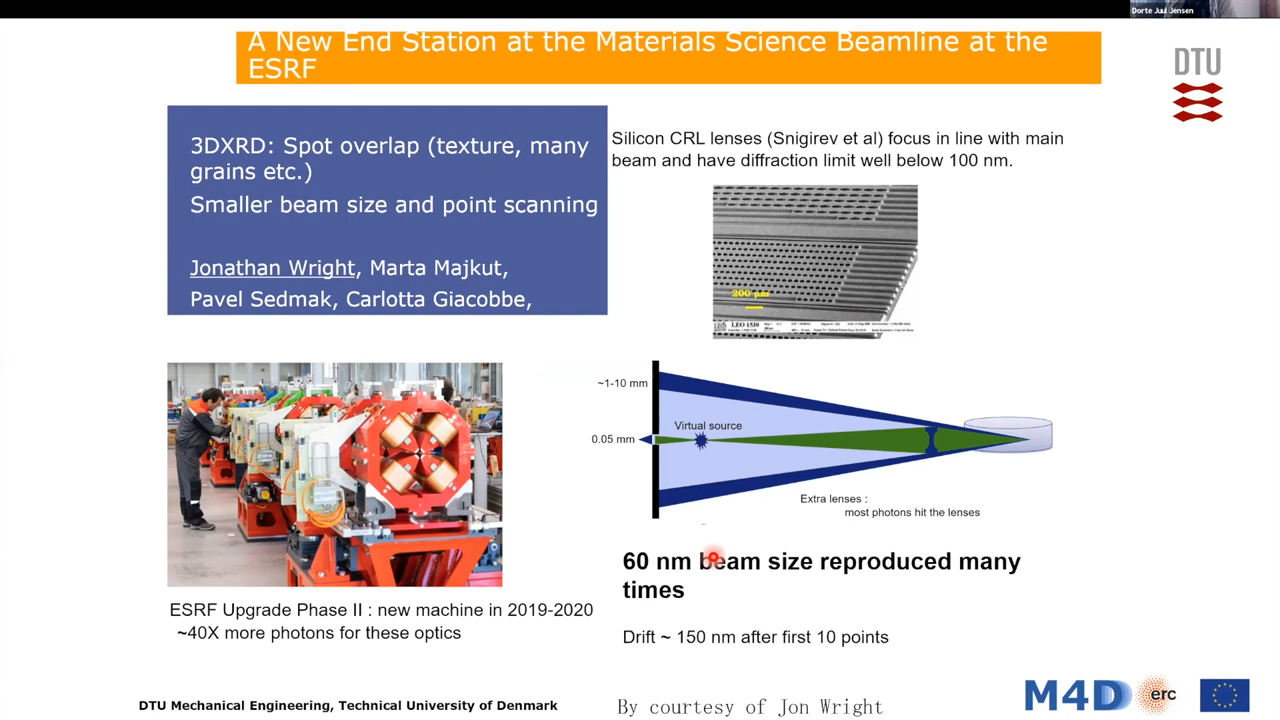 Dorte Juul Jensen
A New End Station at the Materials Science Beamline at the
ESRF
DTU
3DXRD: Spot overlap (texture, many
grains etc.)
Smaller beam size and point scanning
Jonathan Wright, Marta Majkut,
Pavel Sedmak, Carlotta Giacobbe,
Silicon CRL lenses (Snigirev et al) focus in line with main
beam and have diffraction limit well below 100 nm.
200 µm
LEO 1530
~1-10 mm
Virtual source
0.05 mm
Extra lenses :
most photons hit the lenses
60 nm beam size reproduced many
times
Drift ~ 150 nm after first 10 points
ESRF Upgrade Phase II : new machine in 2019-2020
~40X more photons for these optics
DTU Mechanical Engineering, Technical University of Denmark
By courtesy of Jon Wright
M4D
erc